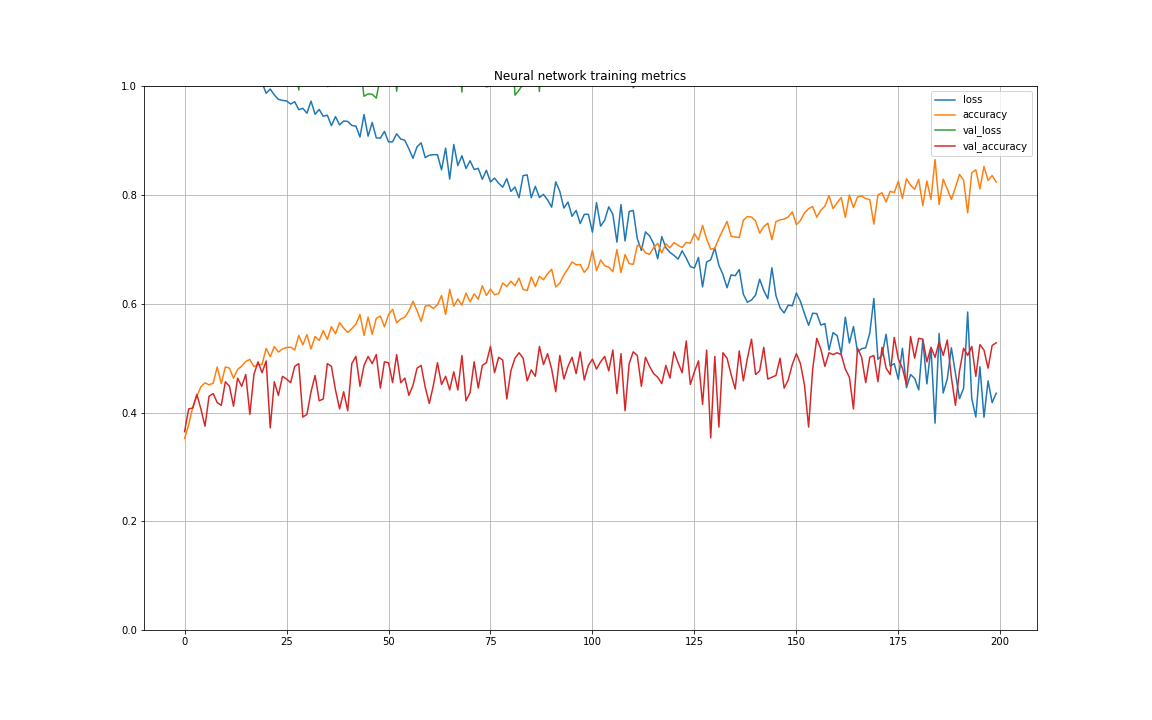 Neural network training metrics
loss
accuracy
val_loss
val_accuracy
1.0
0.8
0.6
0.4
0.2
0.0
0 25 50 75 100 125 150 175 200